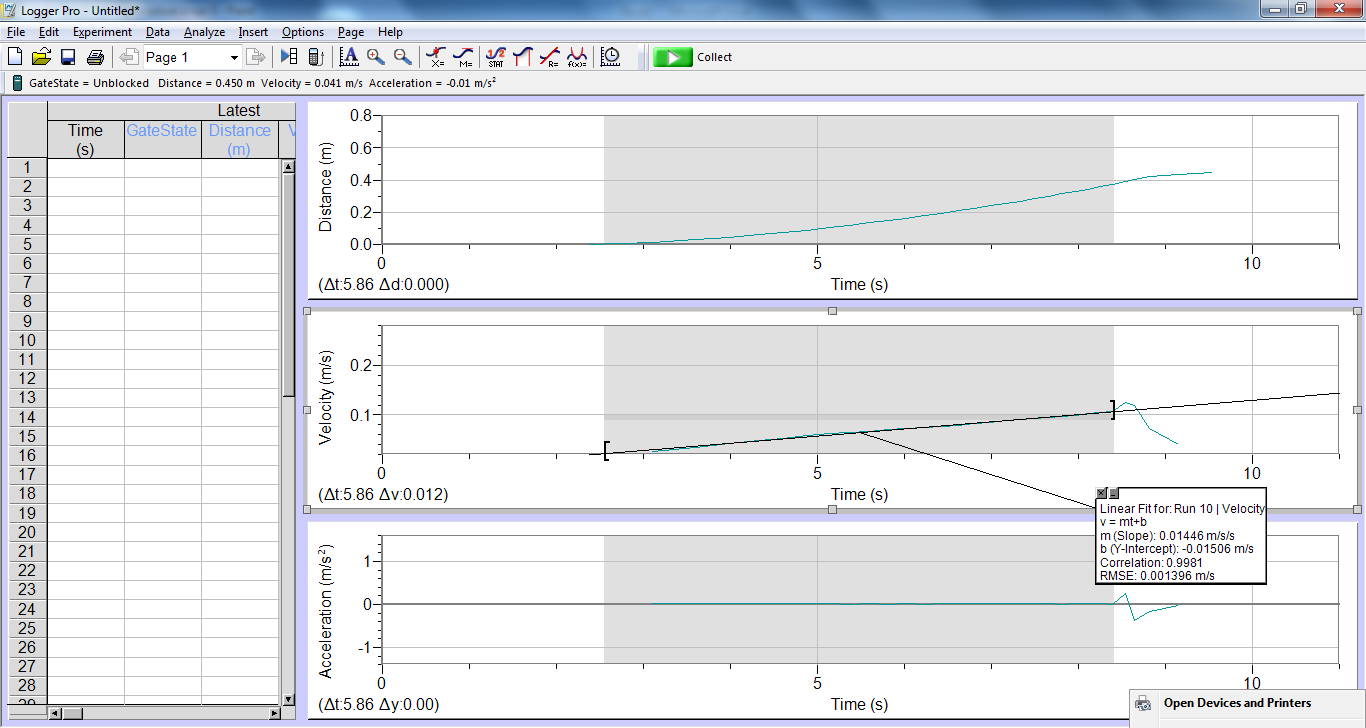 Logger Pro - Untitled*
File Edit Experiment Data Analyze Insert Options Page Help
Page 1
X= M= 1/2 STAT R= f(x)=
Collect
GateState = Unblocked Distance = 0.450 m Velocity = 0.041 m/s Acceleration = -0.01 m/s²
Latest
Time GateState Distance V
(s) (m)
1
2
3
4
5
6
7
8
9
10
11
12
13
14
15
16
17
18
19
20
21
22
23
24
25
26
27
28
29
Distance (m)
0.8
0.6
0.4
0.2
0.0
0 5 10
(Δt:5.86 Δd:0.000) Time (s)
Velocity (m/s)
0.2
0.1
0 5 10
(Δt:5.86 Δv:0.012) Time (s)
Linear Fit for: Run 10 | Velocity
v = mt+b
m (Slope): 0.01446 m/s/s
b (Y-Intercept): -0.01506 m/s
Correlation: 0.9981
RMSE: 0.001396 m/s
Acceleration (m/s²)
1
0
-1
0 5 10
(Δt:5.86 Δy:0.00) Time (s)
Open Devices and Printers